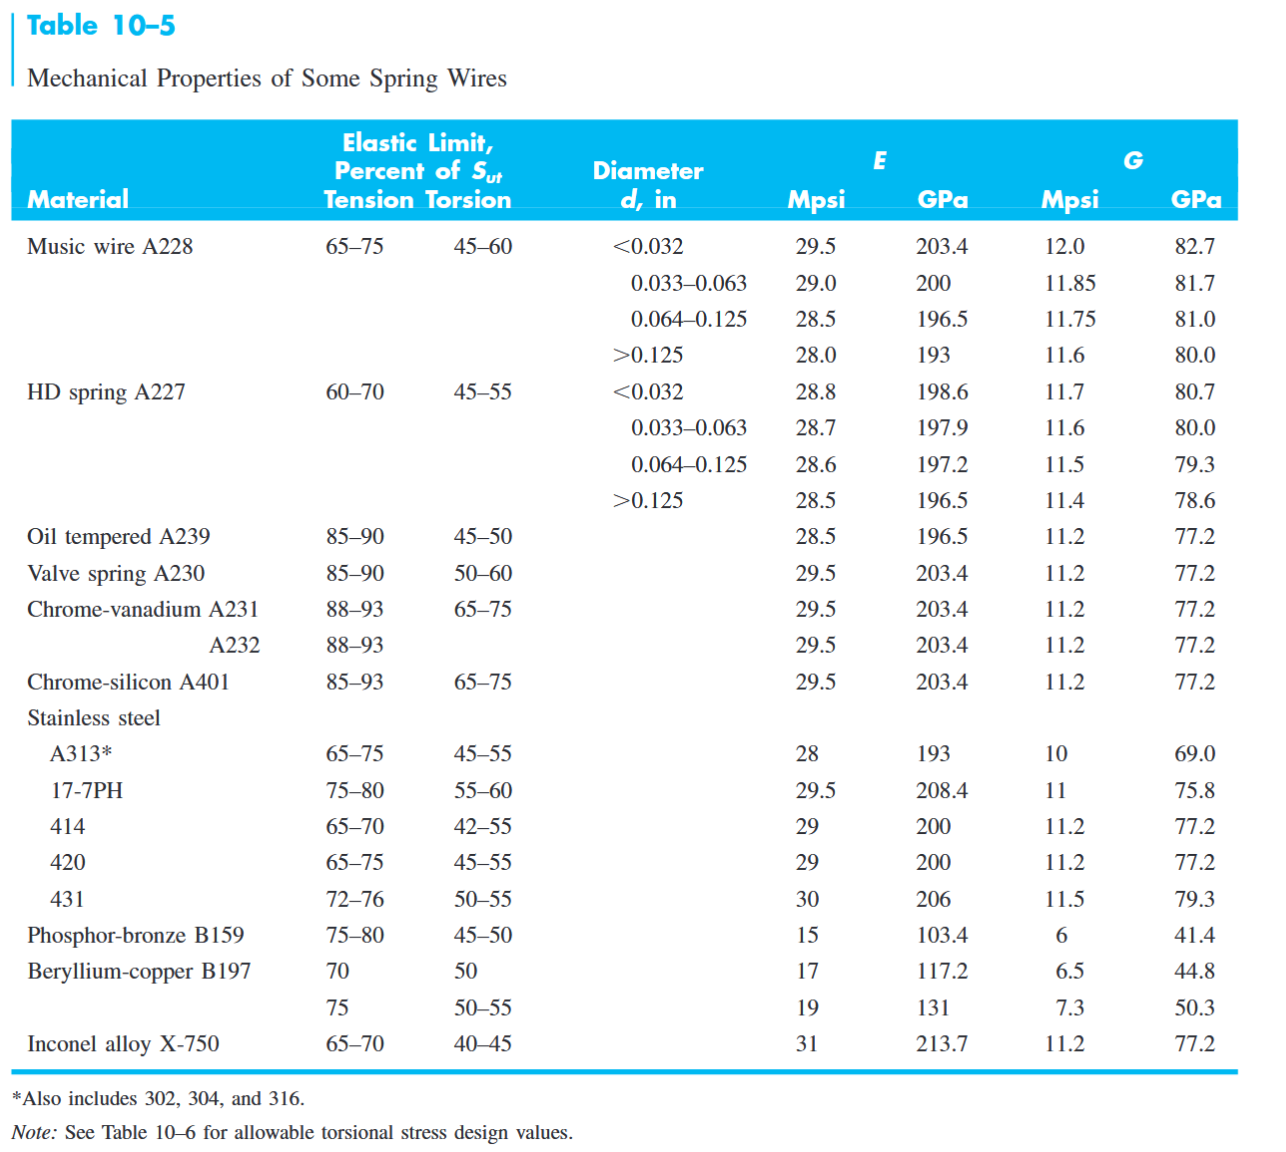 Table 10–5
Mechanical Properties of Some Spring Wires
Elastic Limit,
Percent of Sut Diameter E G
Material Tension Torsion d, in Mpsi GPa Mpsi GPa
Music wire A228 65–75 45–60 <0.032 29.5 203.4 12.0 82.7
0.033–0.063 29.0 200 11.85 81.7
0.064–0.125 28.5 196.5 11.75 81.0
>0.125 28.0 193 11.6 80.0
HD spring A227 60–70 45–55 <0.032 28.8 198.6 11.7 80.7
0.033–0.063 28.7 197.9 11.6 80.0
0.064–0.125 28.6 197.2 11.5 79.3
>0.125 28.5 196.5 11.4 78.6
Oil tempered A239 85–90 45–50 28.5 196.5 11.2 77.2
Valve spring A230 85–90 50–60 29.5 203.4 11.2 77.2
Chrome-vanadium A231 88–93 65–75 29.5 203.4 11.2 77.2
A232 88–93 29.5 203.4 11.2 77.2
Chrome-silicon A401 85–93 65–75 29.5 203.4 11.2 77.2
Stainless steel
A313* 65–75 45–55 28 193 10 69.0
17-7PH 75–80 55–60 29.5 208.4 11 75.8
414 65–70 42–55 29 200 11.2 77.2
420 65–75 45–55 29 200 11.2 77.2
431 72–76 50–55 30 206 11.5 79.3
Phosphor-bronze B159 75–80 45–50 15 103.4 6 41.4
Beryllium-copper B197 70 50 17 117.2 6.5 44.8
75 50–55 19 131 7.3 50.3
Inconel alloy X-750 65–70 40–45 31 213.7 11.2 77.2
*Also includes 302, 304, and 316.
Note: See Table 10–6 for allowable torsional stress design values.